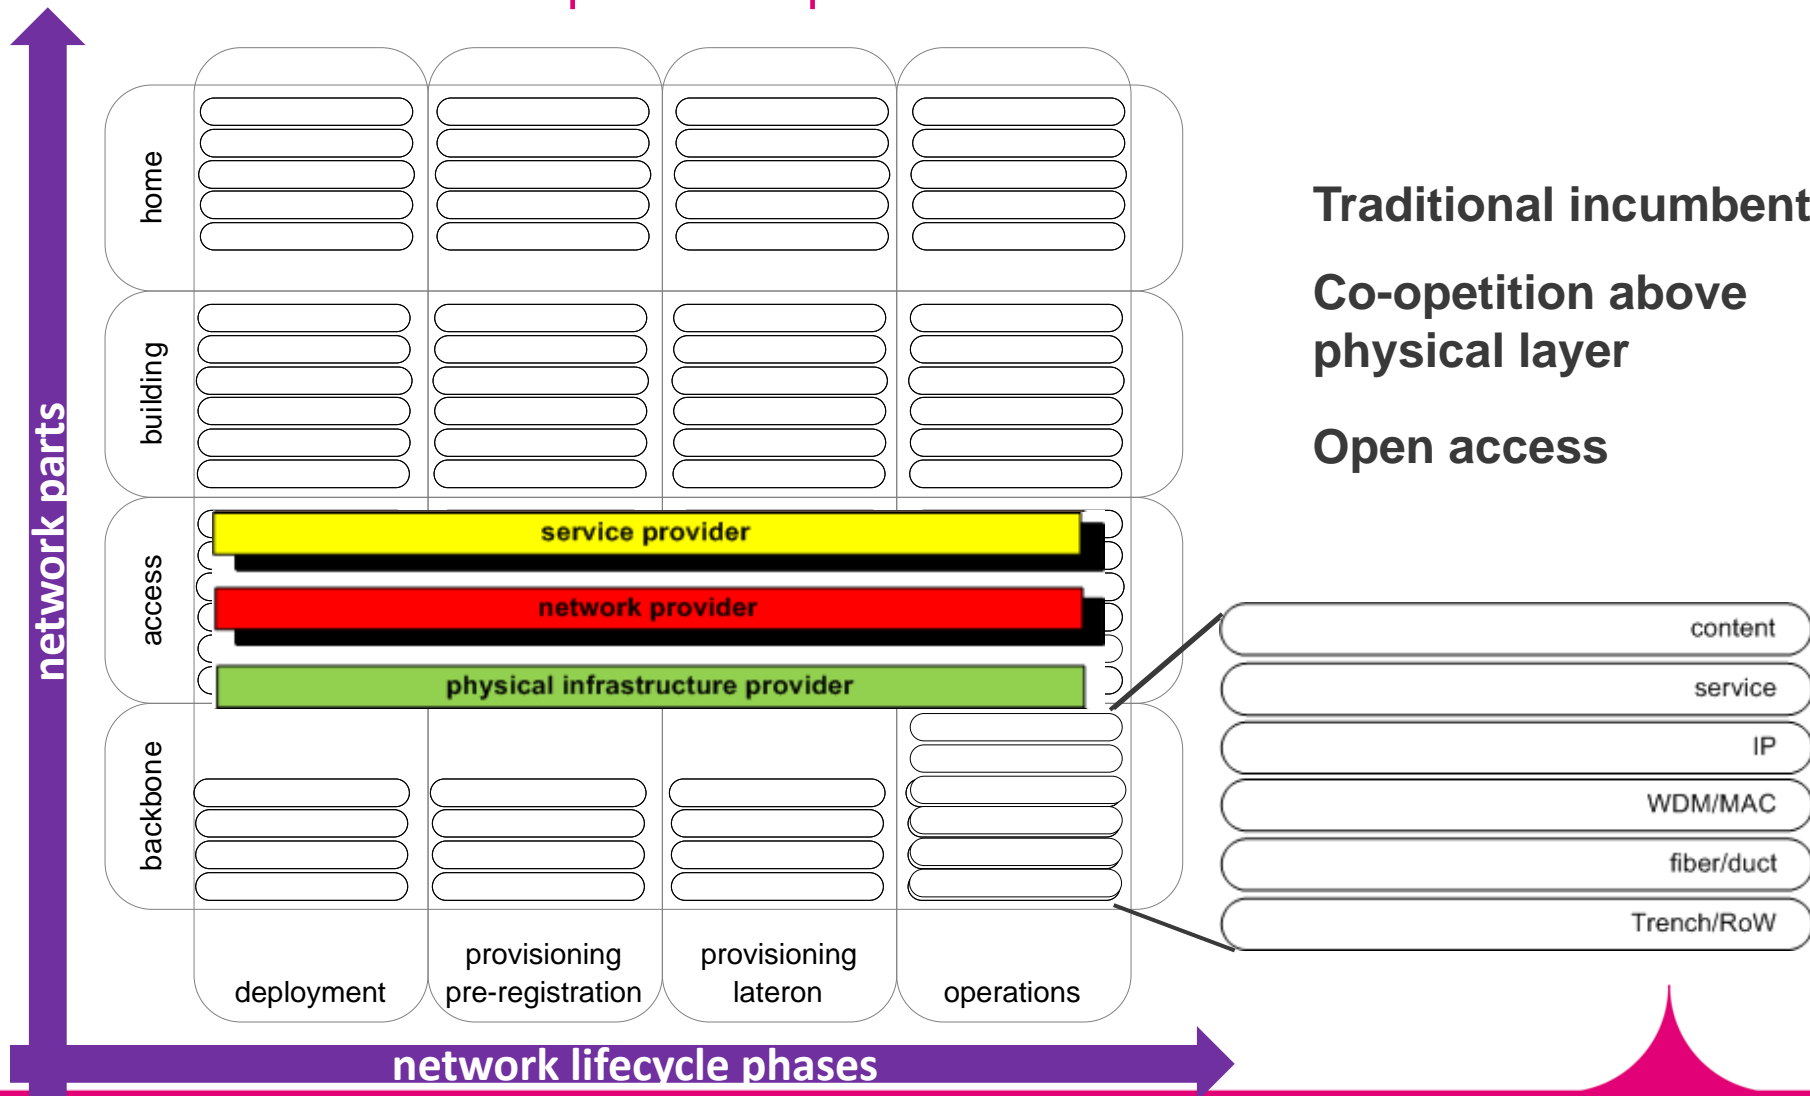 Traditional incumbent
Co-opetition above
physical layer
Open access
network parts
home
building
access
backbone
service provider
network provider
physical infrastructure provider
content
service
IP
WDM/MAC
fiber/duct
Trench/RoW
deployment
provisioning
pre-registration
provisioning
lateron
operations
network lifecycle phases